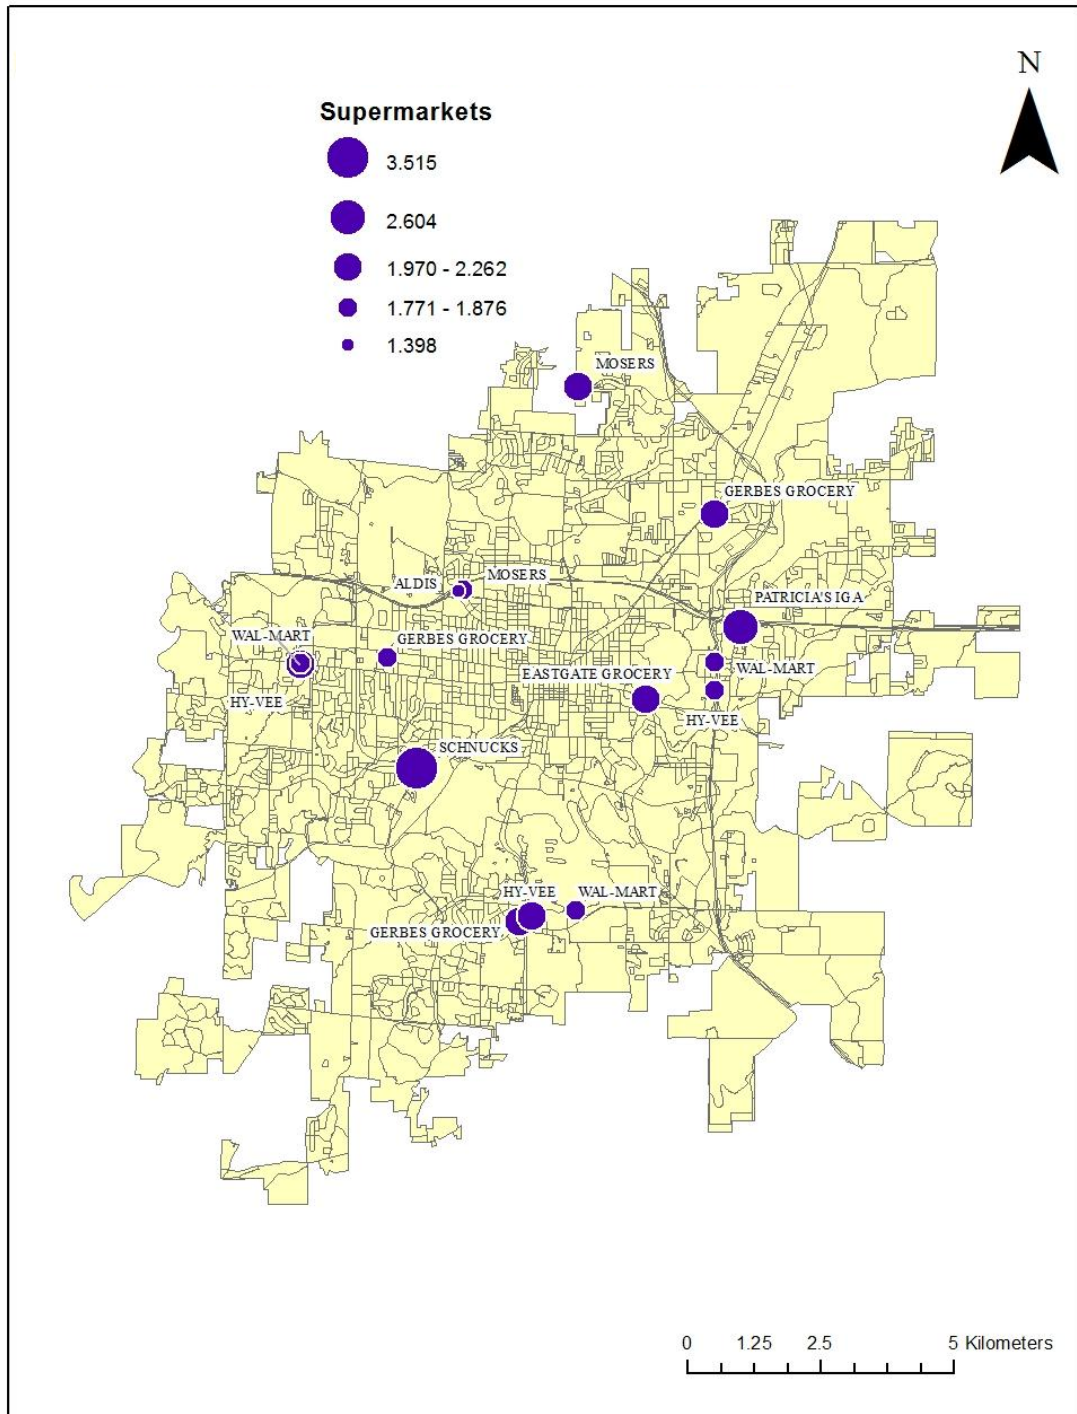 N
Supermarkets
3.515
2.604
1.970 - 2.262
1.771 - 1.876
1.398
MOSERS
GERBES GROCERY
MOSERS
ALDIS
PATRICIA'S IGA
WAL-MART
GERBES GROCERY
WAL-MART
EASTGATE GROCERY
HY-VEE
HY-VEE
SCHNUCKS
HY-VEE
WAL-MART
GERBES GROCERY
0 1.25 2.5 5 Kilometers